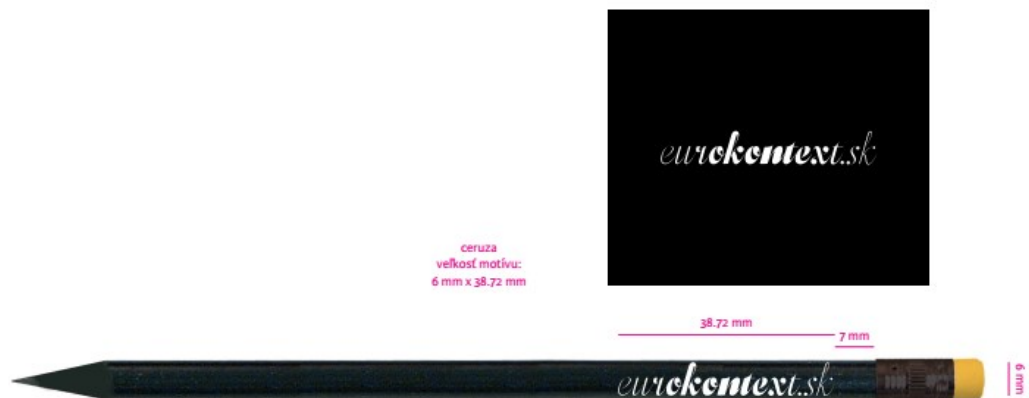 eurokontext.sk
ceruza
veľkosť motívu:
6 mm x 38.72 mm
38.72 mm
7 mm
eurokontext.sk
6 mm